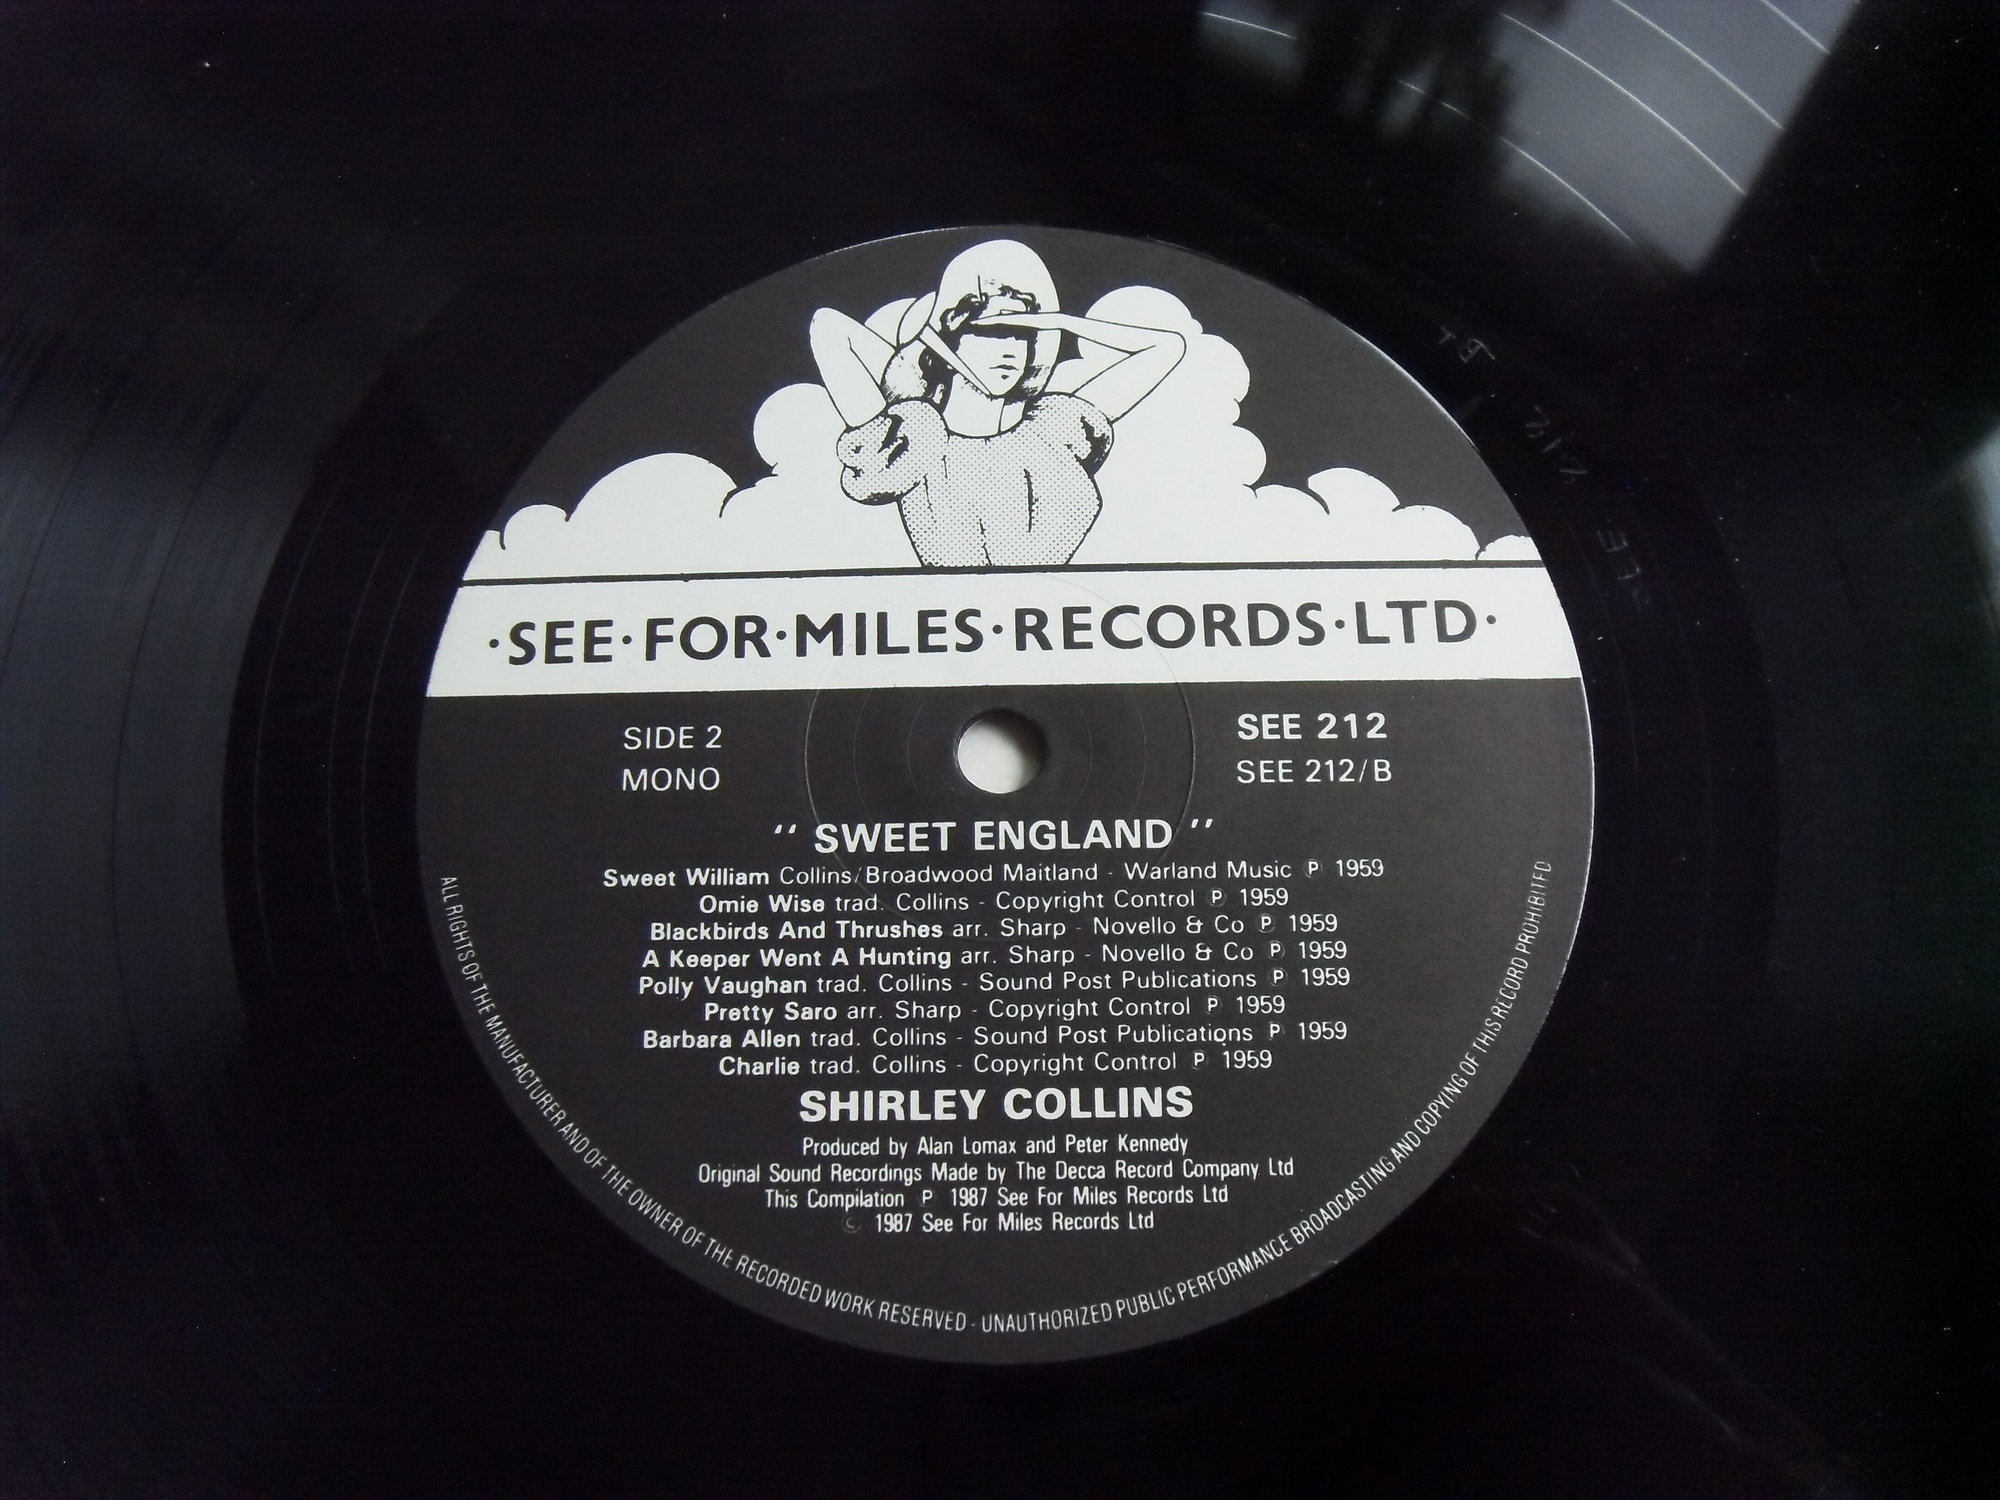 ·SEE·FOR·MILES·RECORDS·LTD·
SIDE 2
MONO
SEE 212
SEE 212/B
" SWEET ENGLAND "
Sweet William Collins/Broadwood Maitland - Warland Music ℗ 1959
Omie Wise trad. Collins - Copyright Control ℗ 1959
Blackbirds And Thrushes arr. Sharp - Novello & Co ℗ 1959
A Keeper Went A Hunting arr. Sharp - Novello & Co ℗ 1959
Polly Vaughan trad. Collins - Sound Post Publications ℗ 1959
Pretty Saro arr. Sharp - Copyright Control ℗ 1959
Barbara Allen trad. Collins - Sound Post Publications ℗ 1959
Charlie trad. Collins - Copyright Control ℗ 1959
SHIRLEY COLLINS
Produced by Alan Lomax and Peter Kennedy
Original Sound Recordings Made by The Decca Record Company Ltd
This Compilation ℗ 1987 See For Miles Records Ltd
© 1987 See For Miles Records Ltd
ALL RIGHTS OF THE MANUFACTURER AND OF THE OWNER OF THE RECORDED WORK RESERVED - UNAUTHORIZED PUBLIC PERFORMANCE BROADCASTING AND COPYING OF THIS RECORD PROHIBITED